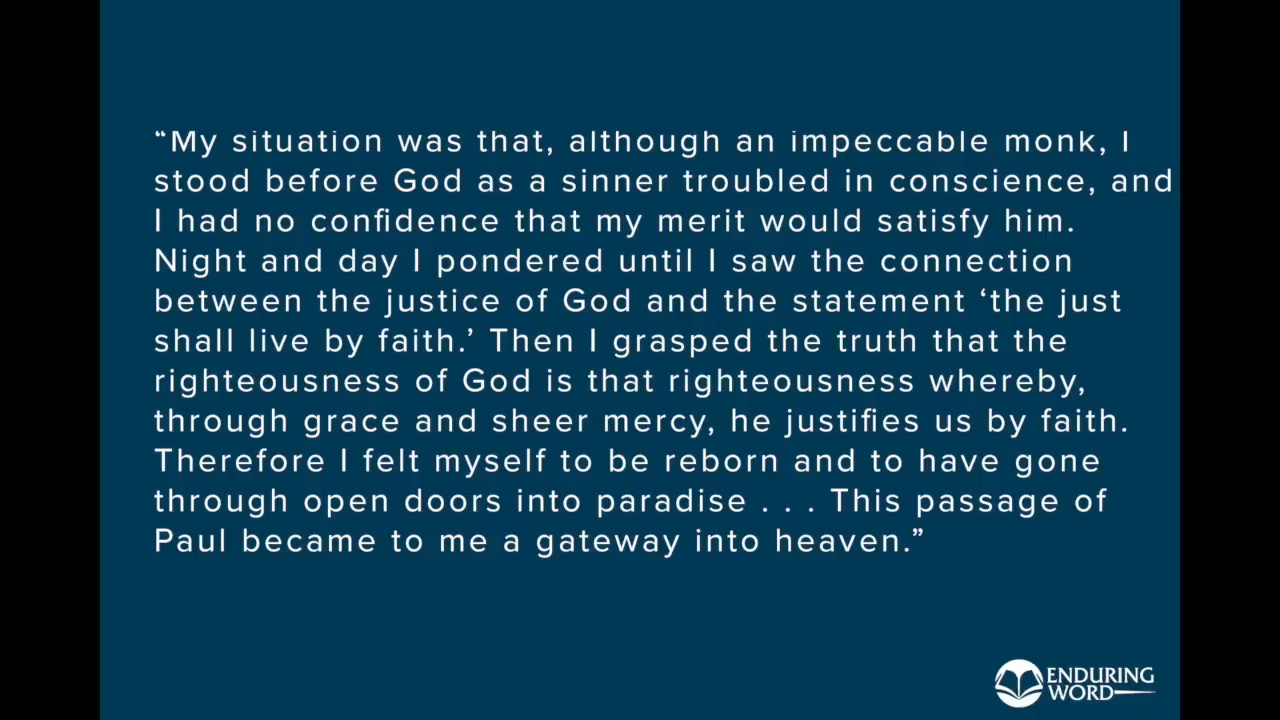 “My situation was that, although an impeccable monk, I
stood before God as a sinner troubled in conscience, and
I had no confidence that my merit would satisfy him.
Night and day I pondered until I saw the connection
between the justice of God and the statement ‘the just
shall live by faith.’ Then I grasped the truth that the
righteousness of God is that righteousness whereby,
through grace and sheer mercy, he justifies us by faith.
Therefore I felt myself to be reborn and to have gone
through open doors into paradise . . . This passage of
Paul became to me a gateway into heaven.”
ENDURING
WORD